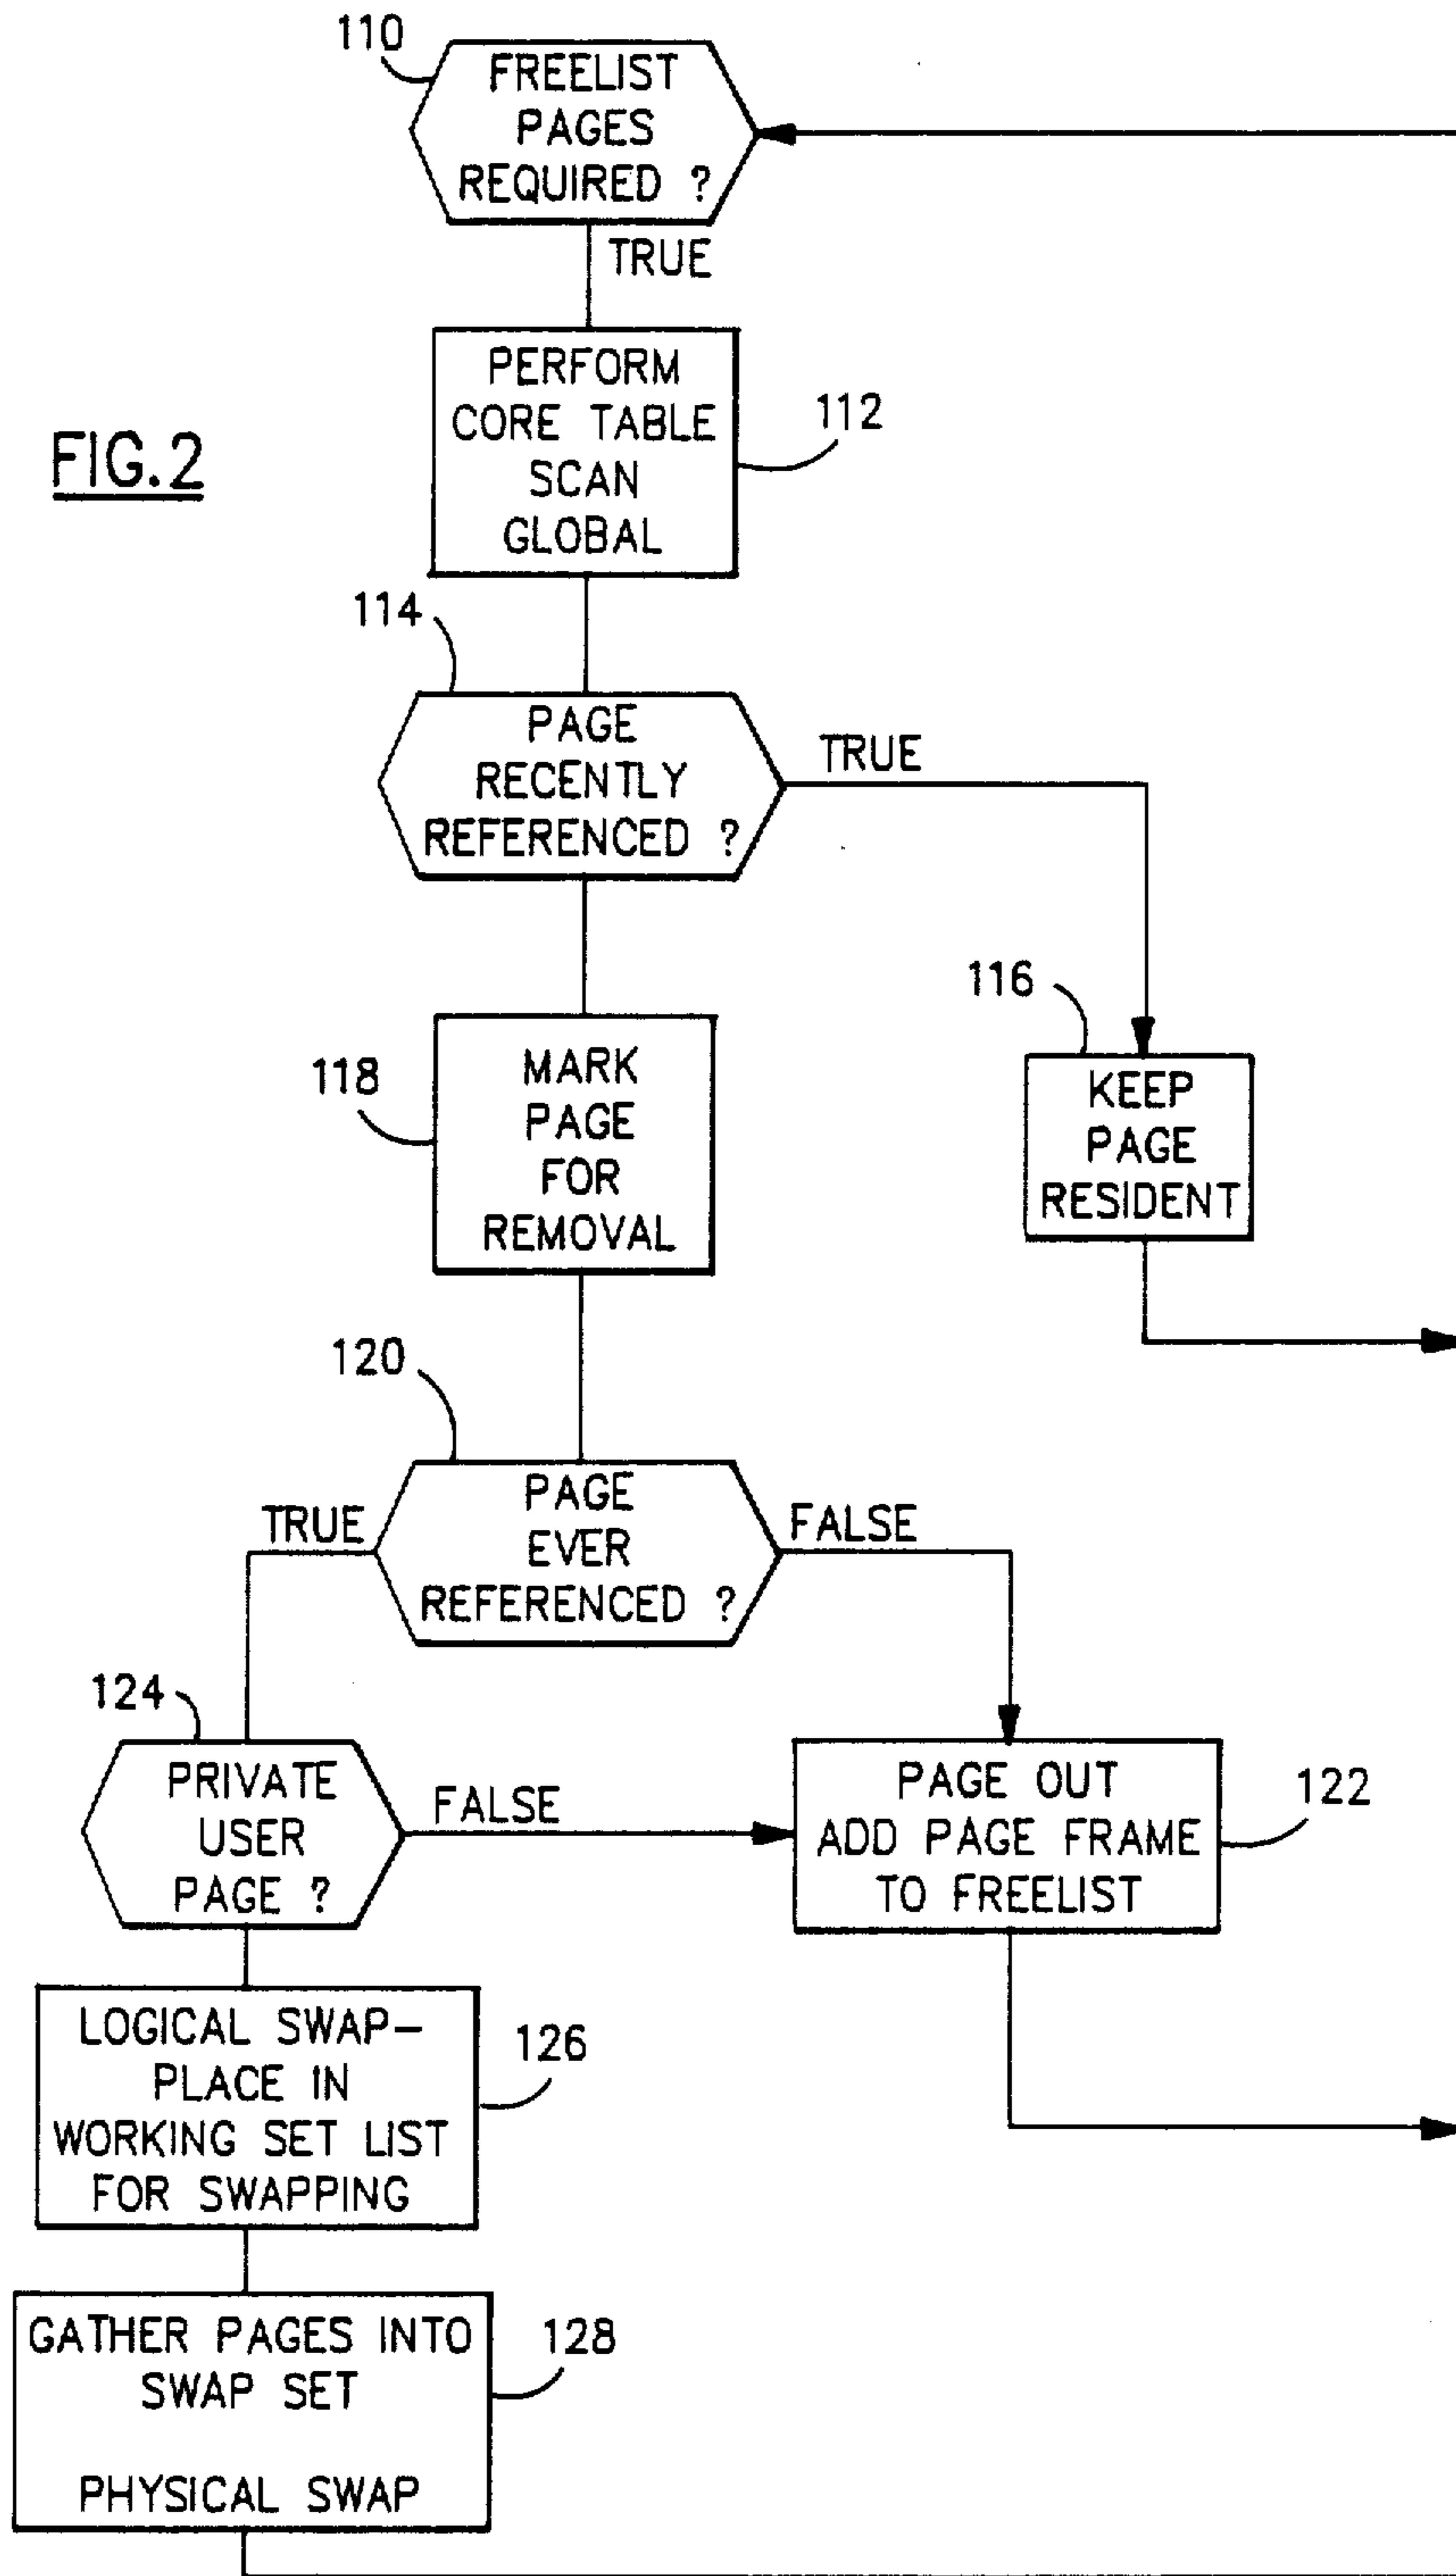 110
FREELIST
PAGES
REQUIRED ?
TRUE
PERFORM
CORE TABLE
SCAN
GLOBAL
112
FIG.2
114
PAGE
RECENTLY
REFERENCED ?
TRUE
116
KEEP
PAGE
RESIDENT
118
MARK
PAGE
FOR
REMOVAL
120
PAGE
EVER
REFERENCED ?
TRUE
FALSE
124
PRIVATE
USER
PAGE ?
FALSE
PAGE OUT
ADD PAGE FRAME
TO FREELIST
122
LOGICAL SWAP-
PLACE IN
WORKING SET LIST
FOR SWAPPING
126
GATHER PAGES INTO
SWAP SET
PHYSICAL SWAP
128